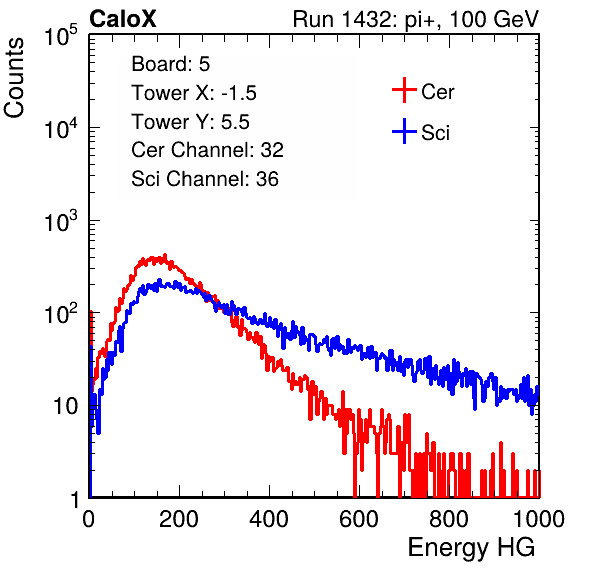 CaloX Run 1432: pi+, 100 GeV
Counts
Board: 5
Tower X: -1.5
Tower Y: 5.5
Cer Channel: 32
Sci Channel: 36
Cer
Sci
10^5
10^4
10^3
10^2
10
1
0 200 400 600 800 1000
Energy HG